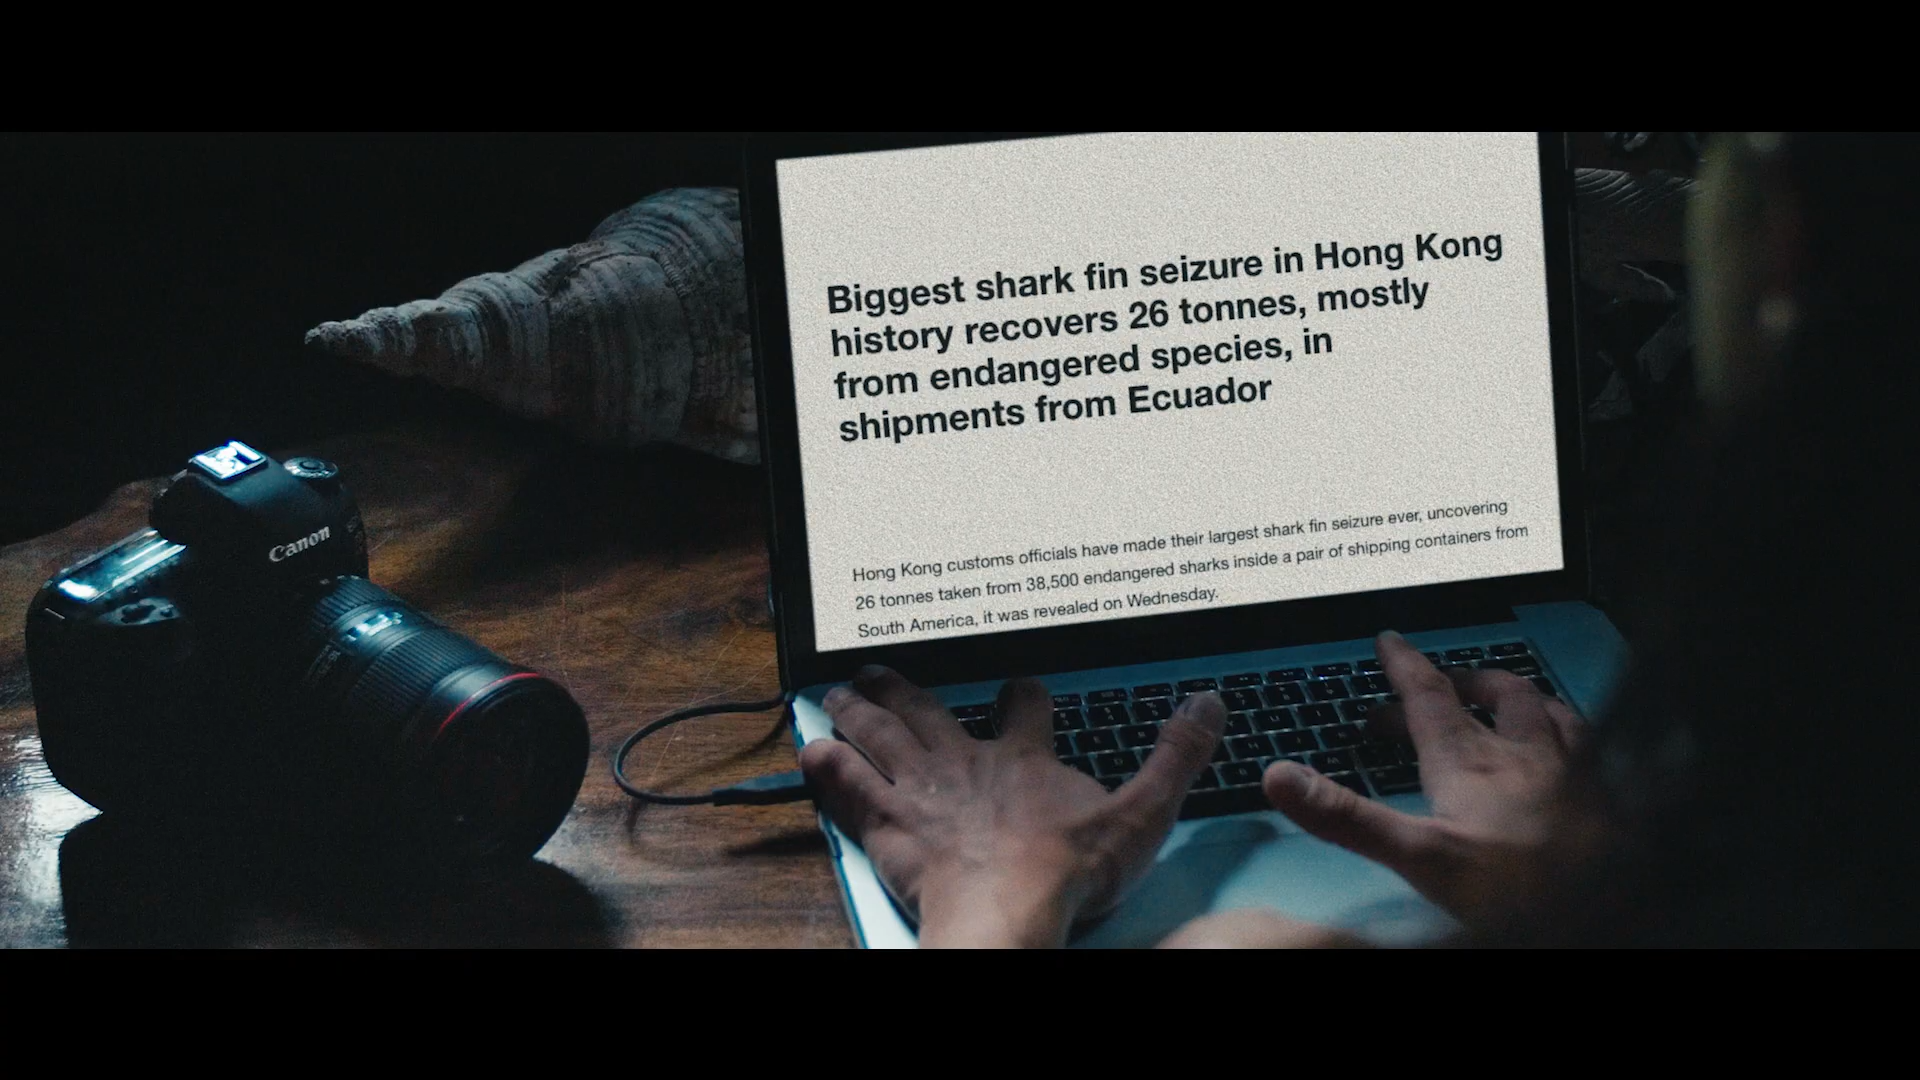 Biggest shark fin seizure in Hong Kong
history recovers 26 tonnes, mostly
from endangered species, in
shipments from Ecuador
Hong Kong customs officials have made their largest shark fin seizure ever, uncovering
26 tonnes taken from 38,500 endangered sharks inside a pair of shipping containers from
South America, it was revealed on Wednesday.
Canon